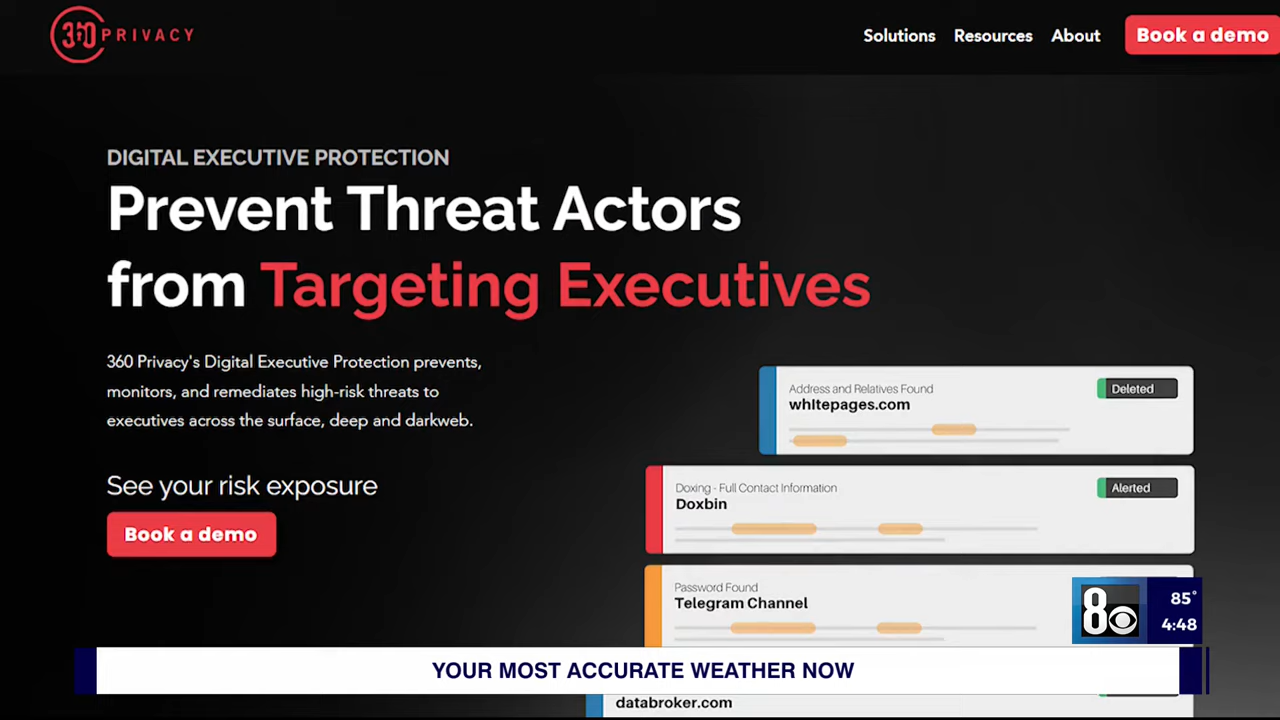 360 PRIVACY
Solutions
Resources
About
Book a demo
DIGITAL EXECUTIVE PROTECTION
Prevent Threat Actors
from Targeting Executives
360 Privacy's Digital Executive Protection prevents,
monitors, and remediates high-risk threats to
executives across the surface, deep and darkweb.
See your risk exposure
Book a demo
Address and Relatives Found
whitepages.com
Deleted
Doxing - Full Contact Information
Doxbin
Alerted
Password Found
Telegram Channel
8
85°
4:48
YOUR MOST ACCURATE WEATHER NOW
databroker.com